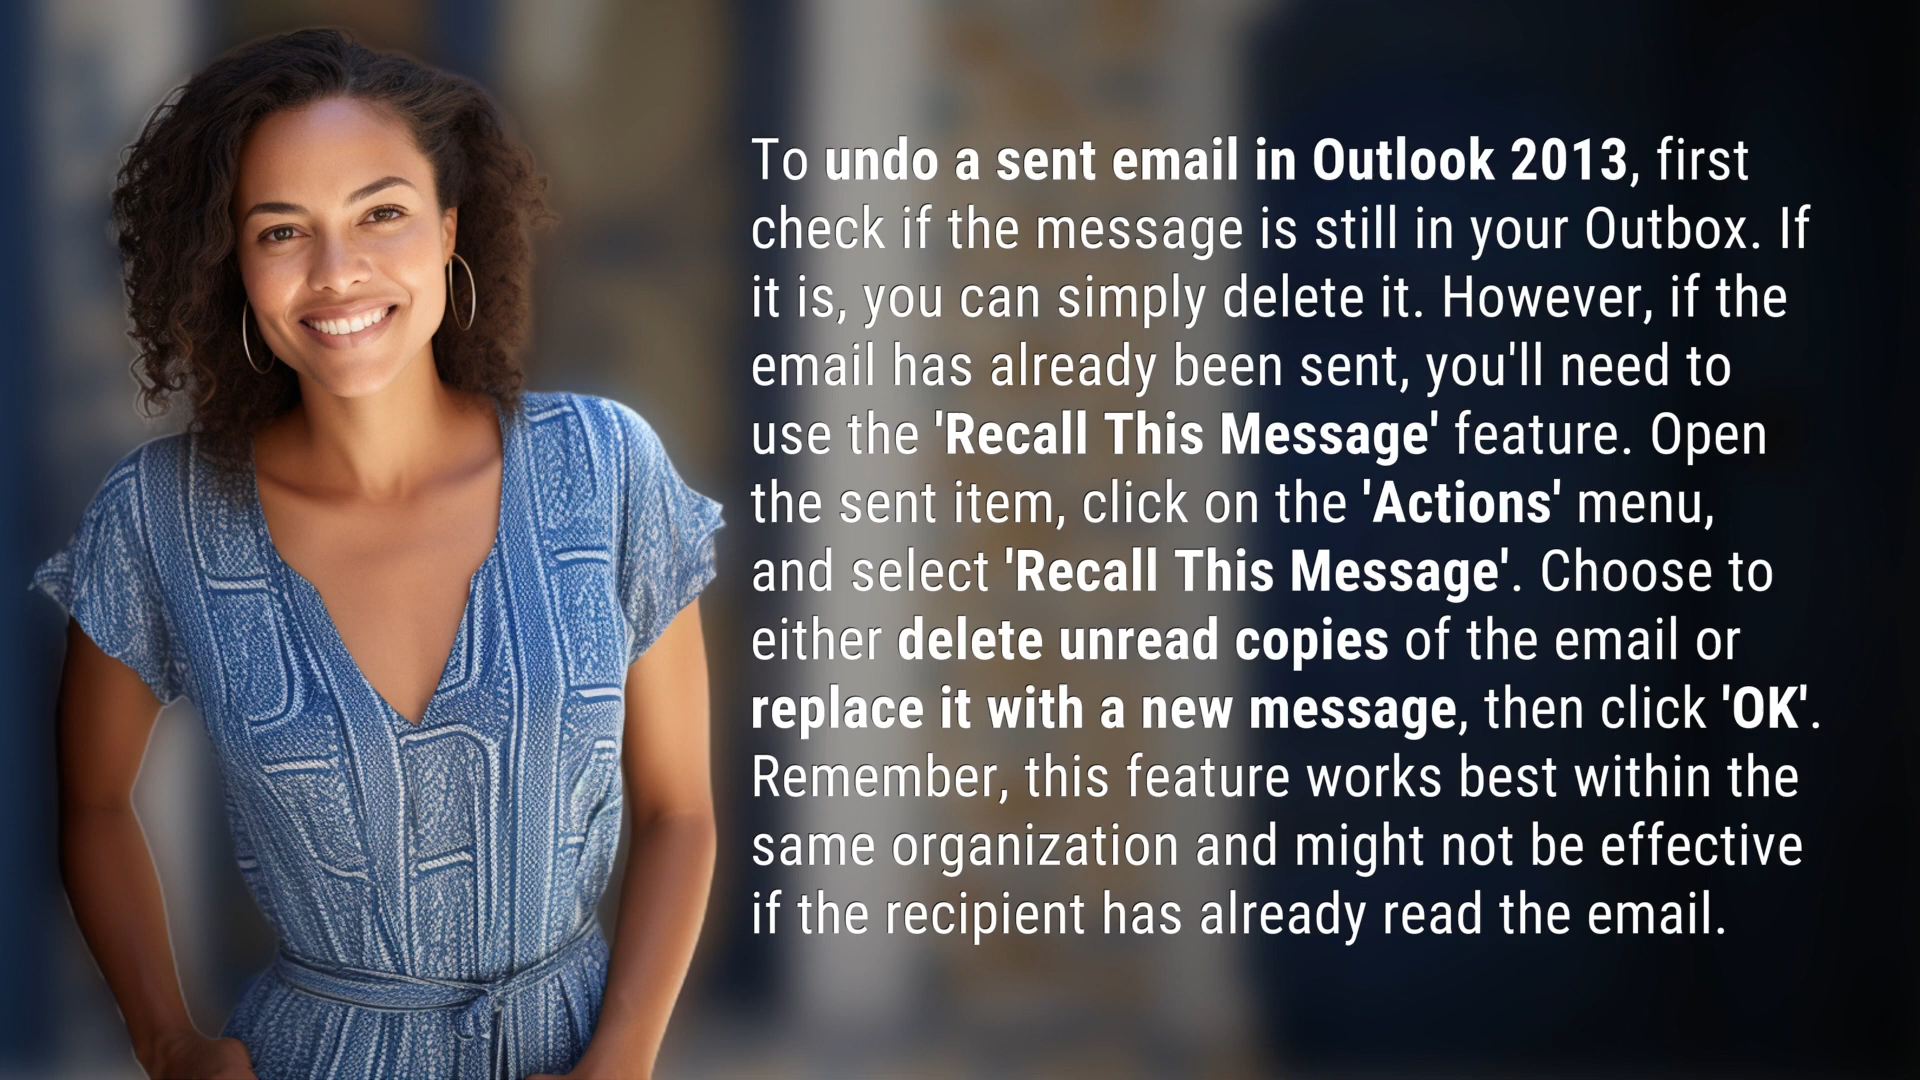 To undo a sent email in Outlook 2013, first
check if the message is still in your Outbox. If
it is, you can simply delete it. However, if the
email has already been sent, you'll need to
use the 'Recall This Message' feature. Open
the sent item, click on the 'Actions' menu,
and select 'Recall This Message'. Choose to
either delete unread copies of the email or
replace it with a new message, then click 'OK'.
Remember, this feature works best within the
same organization and might not be effective
if the recipient has already read the email.